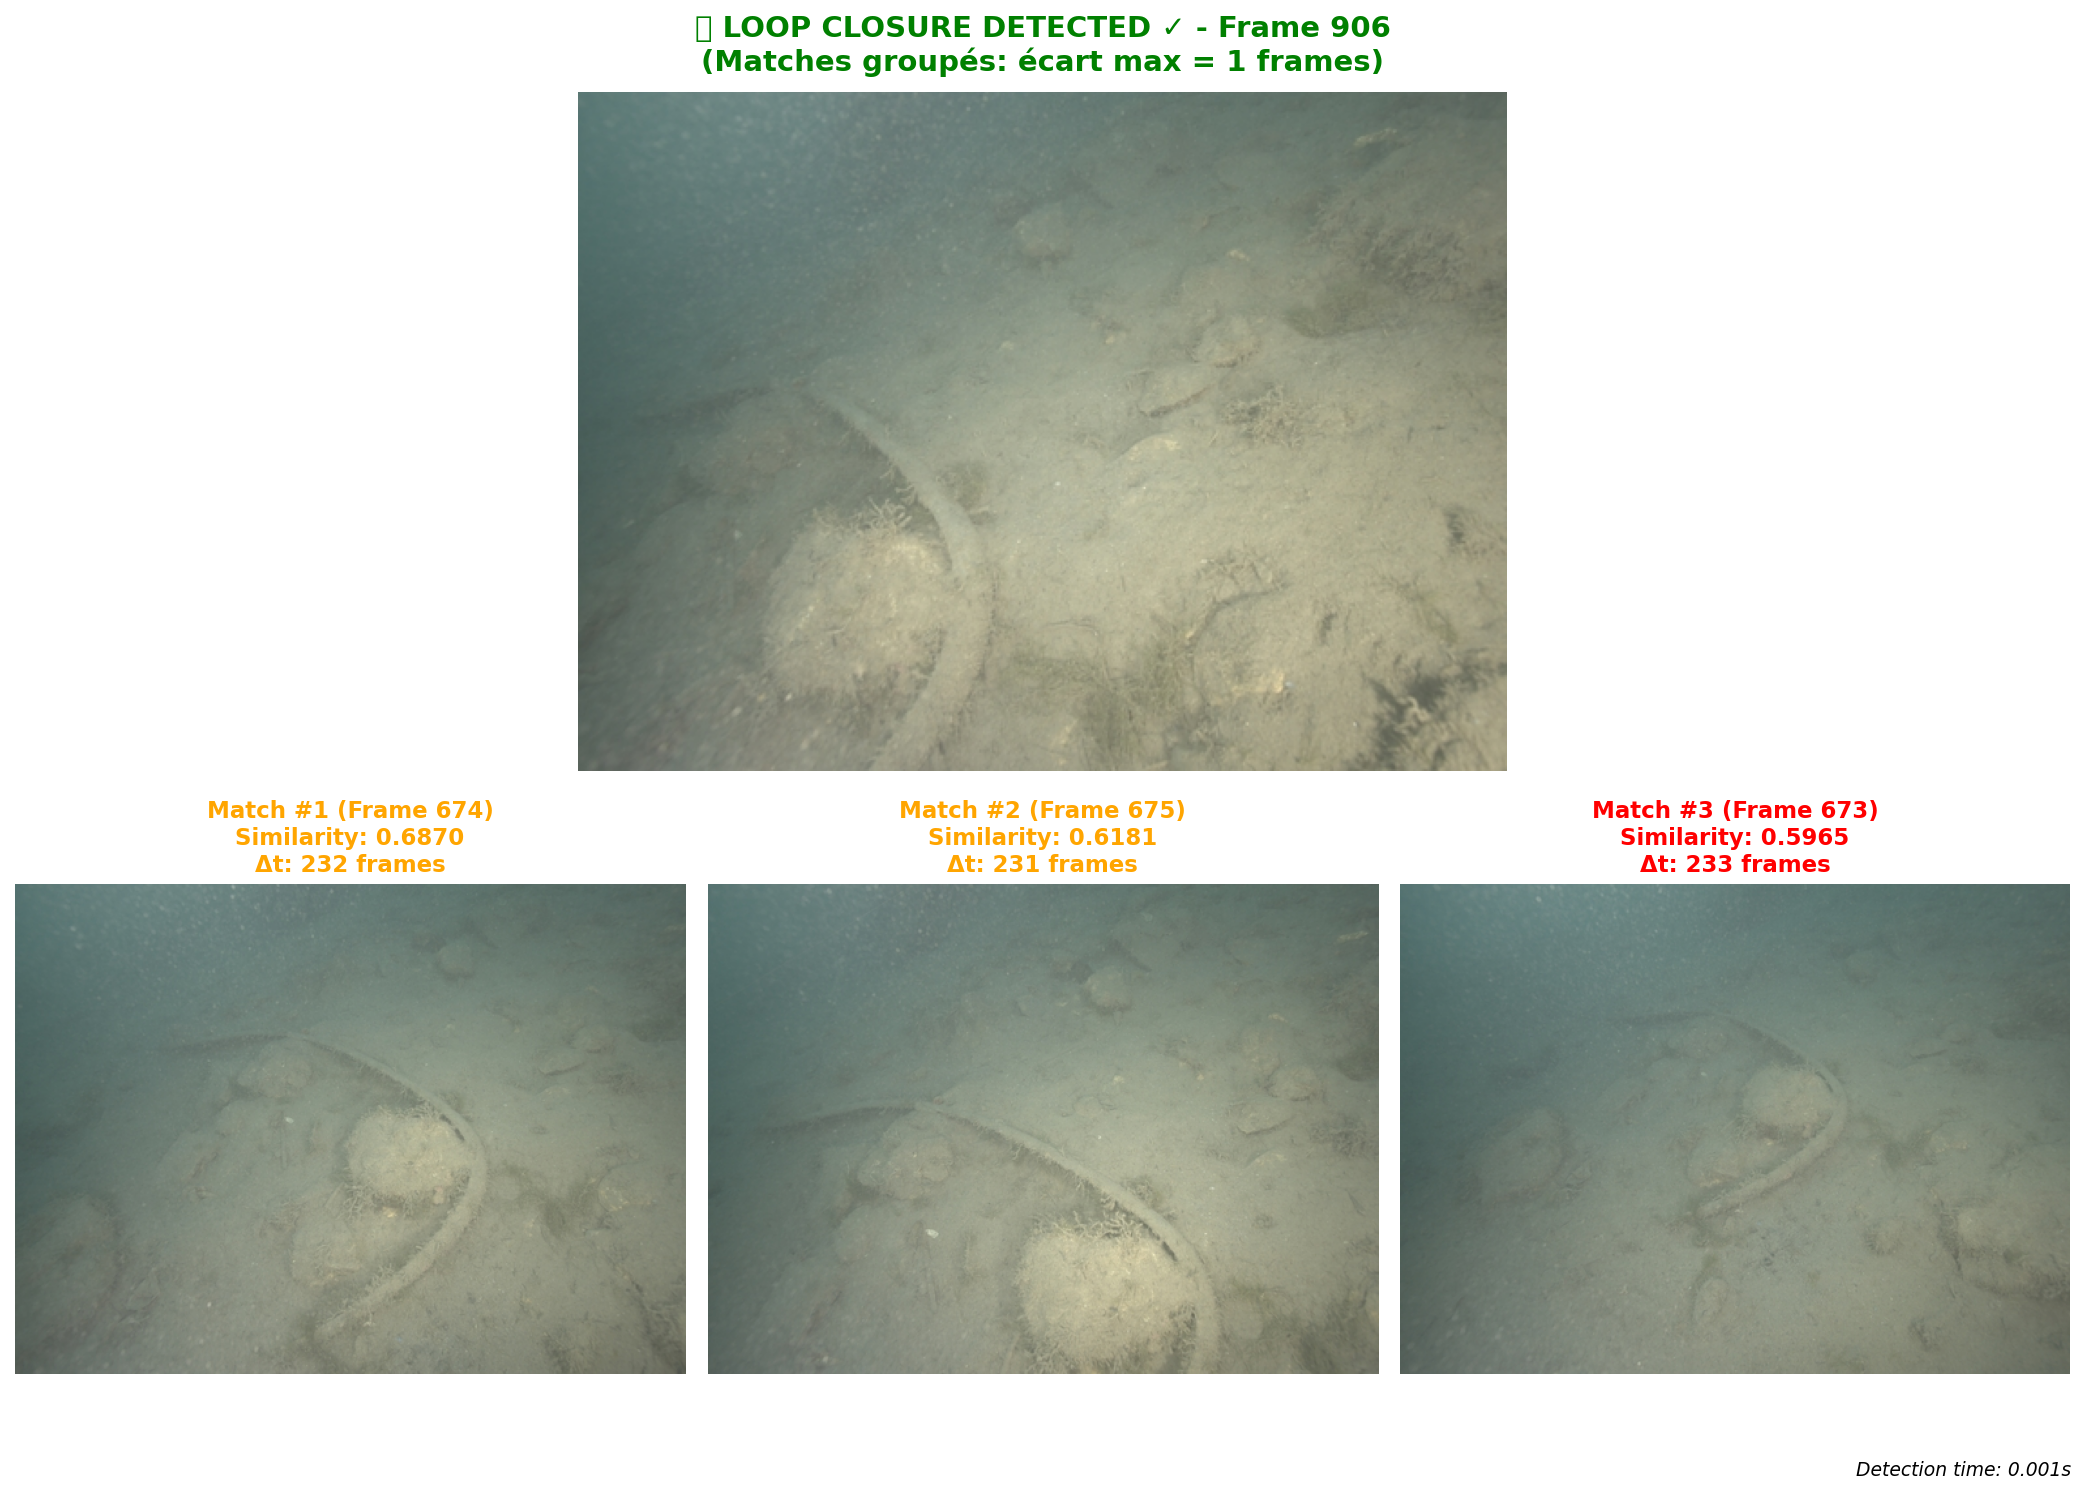 ▯ LOOP CLOSURE DETECTED ✓ - Frame 906
(Matches groupés: écart max = 1 frames)
Match #1 (Frame 674)
Similarity: 0.6870
Δt: 232 frames
Match #2 (Frame 675)
Similarity: 0.6181
Δt: 231 frames
Match #3 (Frame 673)
Similarity: 0.5965
Δt: 233 frames
Detection time: 0.001s